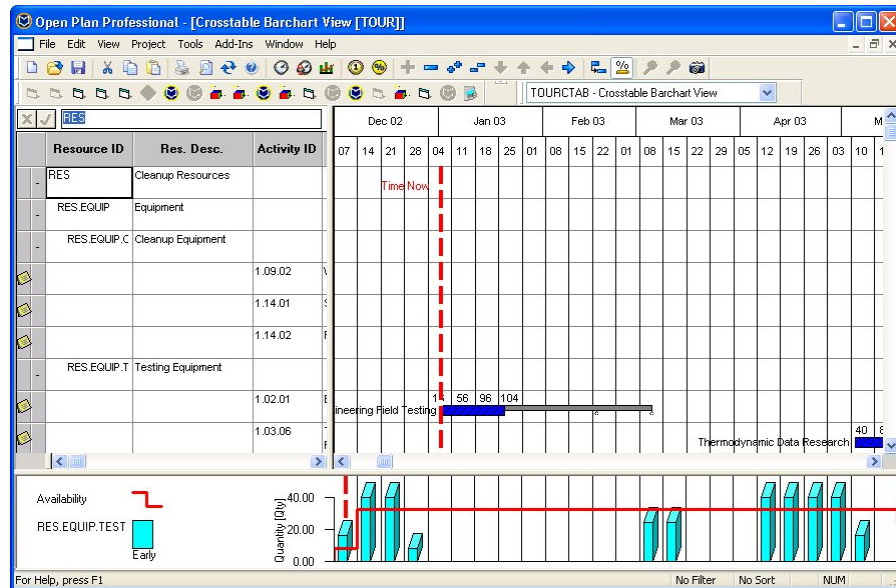 Open Plan Professional - [Crosstable Barchart View [TOUR]]
File Edit View Project Tools Add-Ins Window Help
TOURCTAB - Crosstable Barchart View
RES
Dec 02 Jan 03 Feb 03 Mar 03 Apr 03 M
Resource ID Res. Desc. Activity ID
07 14 21 28 04 11 18 25 01 08 15 22 01 08 15 22 29 05 12 19 26 03 10 1
RES Cleanup Resources
Time Now
RES.EQUIP Equipment
RES.EQUIP.C Cleanup Equipment
1.09.02
1.14.01
1.14.02
RES.EQUIP.T Testing Equipment
1.02.01
56 96 104
ineering Field Testing
1.03.06
40 8
Thermodynamic Data Research
Availability
RES.EQUIP.TEST
Early
Quantity [Qty]
40.00
20.00
0.00
For Help, press F1 No Filter No Sort NUM